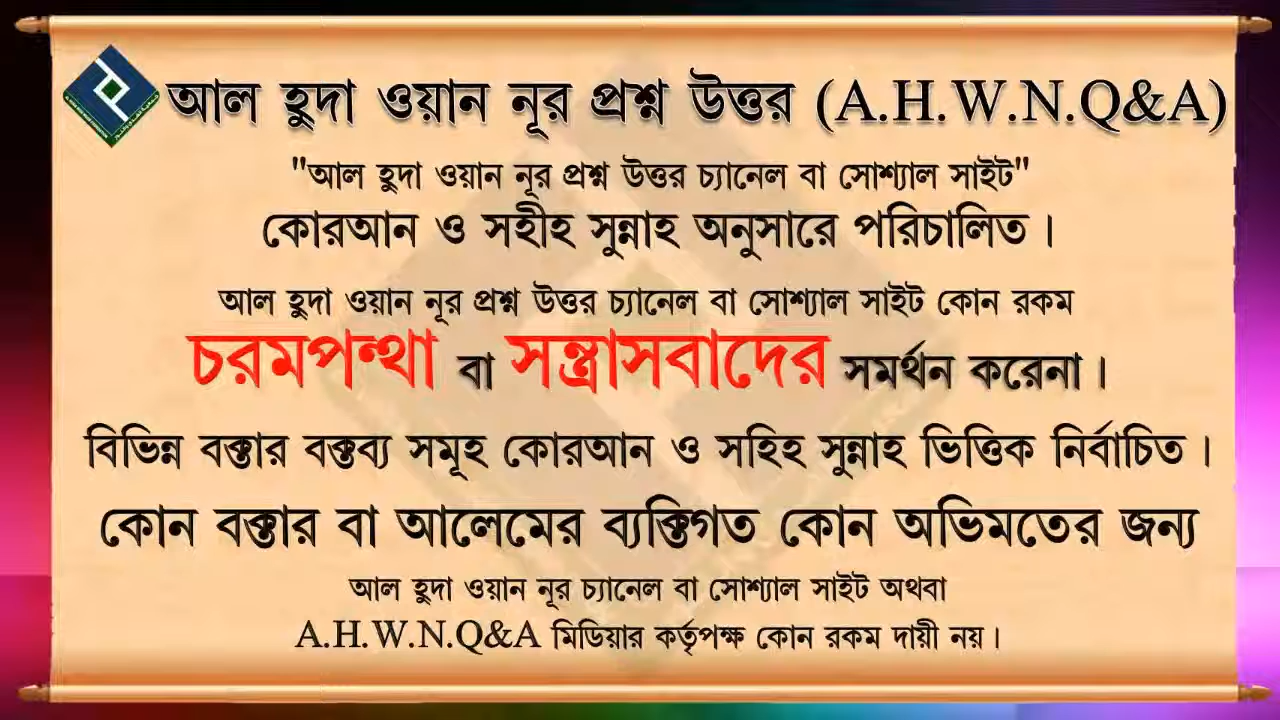 আল হুদা ওয়ান নূর প্রশ্ন উত্তর (A.H.W.N.Q&A)
"আল হুদা ওয়ান নূর প্রশ্ন উত্তর চ্যানেল বা সোশ্যাল সাইট"
কোরআন ও সহীহ সুন্নাহ অনুসারে পরিচালিত।
আল হুদা ওয়ান নূর প্রশ্ন উত্তর চ্যানেল বা সোশ্যাল সাইট কোন রকম
চরমপন্থা বা সন্ত্রাসবাদের সমর্থন করেনা।
বিভিন্ন বক্তার বক্তব্য সমূহ কোরআন ও সহিহ সুন্নাহ ভিত্তিক নির্বাচিত।
কোন বক্তার বা আলেমের ব্যক্তিগত কোন অভিমতের জন্য
আল হুদা ওয়ান নূর চ্যানেল বা সোশ্যাল সাইট অথবা
A.H.W.N.Q&A মিডিয়ার কর্তৃপক্ষ কোন রকম দায়ী নয়।